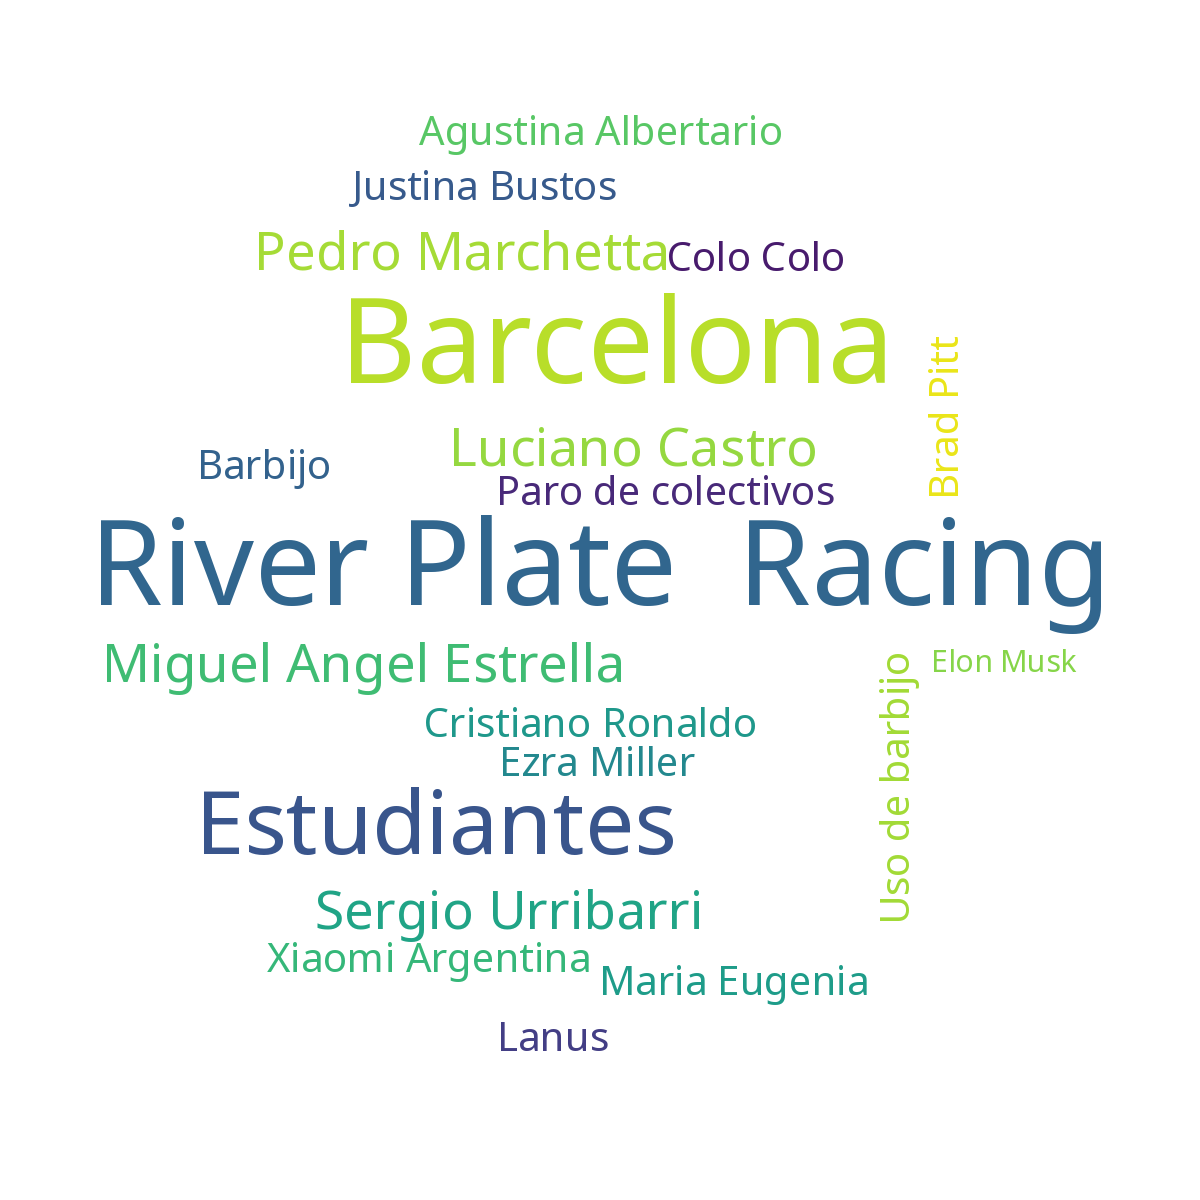 Agustina Albertario
Justina Bustos
Pedro Marchetta
Colo Colo
Barcelona
Brad Pitt
Luciano Castro
Barbijo
Paro de colectivos
River Plate
Racing
Miguel Angel Estrella
Elon Musk
Uso de barbijo
Cristiano Ronaldo
Ezra Miller
Estudiantes
Sergio Urribarri
Xiaomi Argentina
Maria Eugenia
Lanus